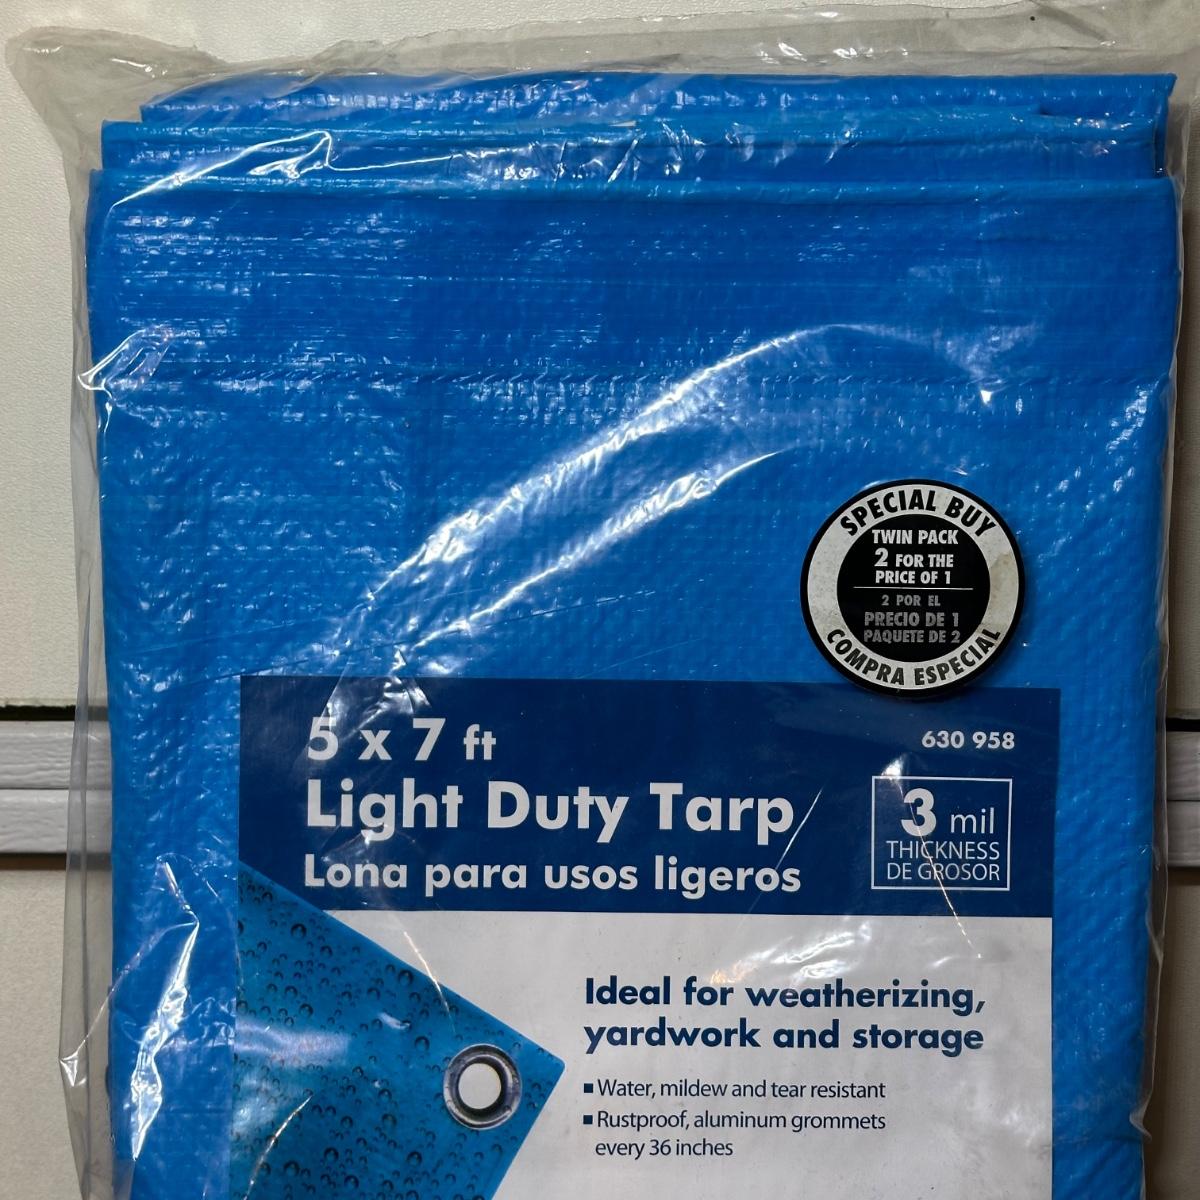 SPECIAL BUY
TWIN PACK
2 FOR THE
PRICE OF 1
2 POR EL
PRECIO DE 1
PAQUETE DE 2
COMPRA ESPECIAL
5 x 7 ft
630 958
Light Duty Tarp
Lona para usos ligeros
3 mil
THICKNESS
DE GROSOR
Ideal for weatherizing,
yardwork and storage
▪ Water, mildew and tear resistant
▪ Rustproof, aluminum grommets
every 36 inches